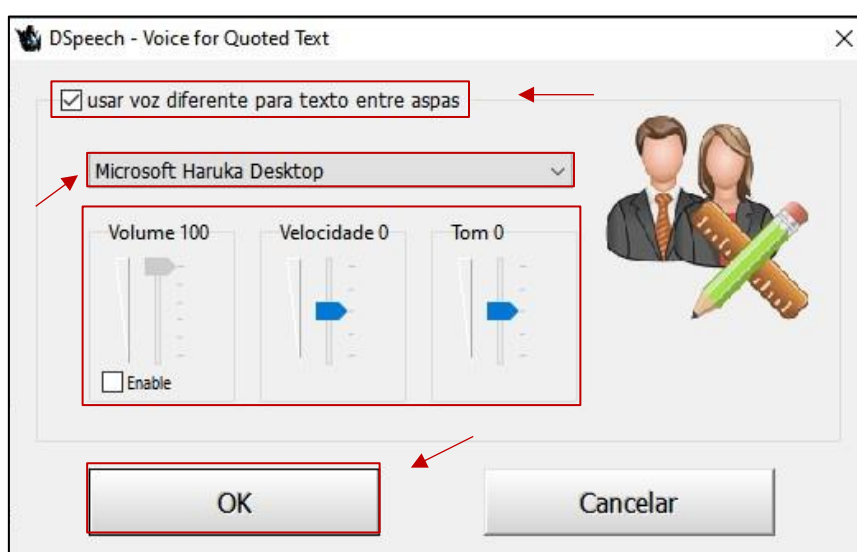 DSpeech - Voice for Quoted Text
usar voz diferente para texto entre aspas
Microsoft Haruka Desktop
Volume 100 Velocidade 0 Tom 0
Enable
OK Cancelar